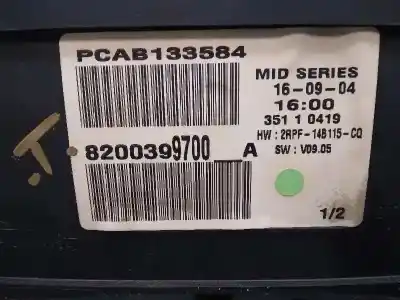 PCAB133584
MID SERIES
16-09-04
16:00
351 1 0419
HW : 2RPF-14B115-CQ
SW : V09.05
8200399700__A
T.
1/2